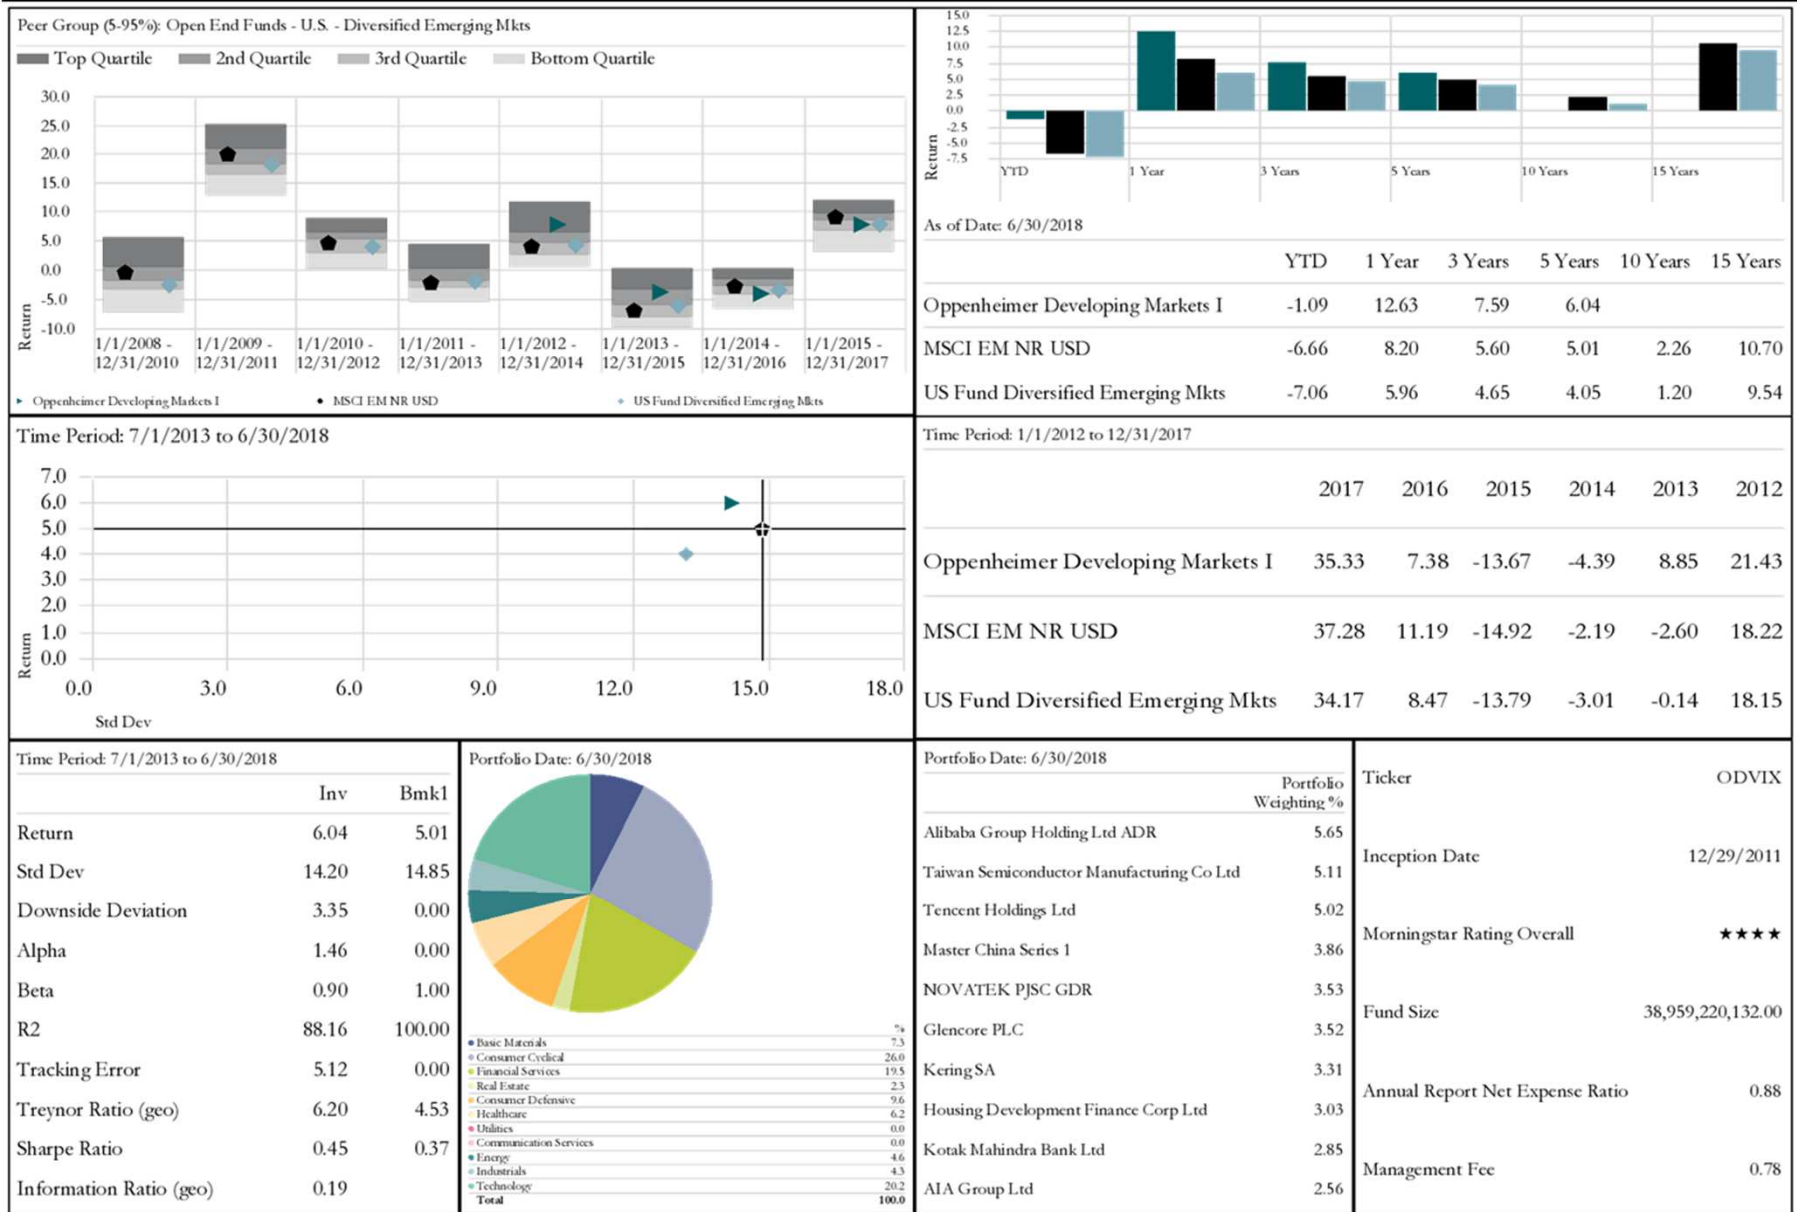 Peer Group (5-95%): Open End Funds - U.S. - Diversified Emerging Mkts
Top Quartile 2nd Quartile 3rd Quartile Bottom Quartile
30.0
25.0
20.0
15.0
10.0
5.0
0.0
-5.0
-10.0
Return
1/1/2008 - 1/1/2009 - 1/1/2010 - 1/1/2011 - 1/1/2012 - 1/1/2013 - 1/1/2014 - 1/1/2015 -
12/31/2010 12/31/2011 12/31/2012 12/31/2013 12/31/2014 12/31/2015 12/31/2016 12/31/2017
Oppenheimer Developing Markets I MSCI EM NR USD US Fund Diversified Emerging Mkts
15.0
12.5
10.0
7.5
5.0
2.5
0.0
-2.5
-5.0
-7.5
Return
YTD 1 Year 3 Years 5 Years 10 Years 15 Years
As of Date: 6/30/2018
YTD 1 Year 3 Years 5 Years 10 Years 15 Years
Oppenheimer Developing Markets I -1.09 12.63 7.59 6.04
MSCI EM NR USD -6.66 8.20 5.60 5.01 2.26 10.70
US Fund Diversified Emerging Mkts -7.06 5.96 4.65 4.05 1.20 9.54
Time Period: 7/1/2013 to 6/30/2018
7.0
6.0
5.0
4.0
3.0
2.0
1.0
0.0
Return
0.0 3.0 6.0 9.0 12.0 15.0 18.0
Std Dev
Time Period: 1/1/2012 to 12/31/2017
2017 2016 2015 2014 2013 2012
Oppenheimer Developing Markets I 35.33 7.38 -13.67 -4.39 8.85 21.43
MSCI EM NR USD 37.28 11.19 -14.92 -2.19 -2.60 18.22
US Fund Diversified Emerging Mkts 34.17 8.47 -13.79 -3.01 -0.14 18.15
Time Period: 7/1/2013 to 6/30/2018
Inv Bmk1
Return 6.04 5.01
Std Dev 14.20 14.85
Downside Deviation 3.35 0.00
Alpha 1.46 0.00
Beta 0.90 1.00
R2 88.16 100.00
Tracking Error 5.12 0.00
Treynor Ratio (geo) 6.20 4.53
Sharpe Ratio 0.45 0.37
Information Ratio (geo) 0.19
Portfolio Date: 6/30/2018
%
Basic Materials 7.3
Consumer Cyclical 26.0
Financial Services 19.5
Real Estate 2.3
Consumer Defensive 9.6
Healthcare 6.2
Utilities 0.0
Communication Services 0.0
Energy 4.6
Industrials 4.3
Technology 20.2
Total 100.0
Portfolio Date: 6/30/2018
Portfolio
Weighting %
Alibaba Group Holding Ltd ADR 5.65
Taiwan Semiconductor Manufacturing Co Ltd 5.11
Tencent Holdings Ltd 5.02
Master China Series 1 3.86
NOVATEK PJSC GDR 3.53
Glencore PLC 3.52
Kering SA 3.31
Housing Development Finance Corp Ltd 3.03
Kotak Mahindra Bank Ltd 2.85
AIA Group Ltd 2.56
Ticker ODVIX
Inception Date 12/29/2011
Morningstar Rating Overall ★★★★
Fund Size 38,959,220,132.00
Annual Report Net Expense Ratio 0.88
Management Fee 0.78